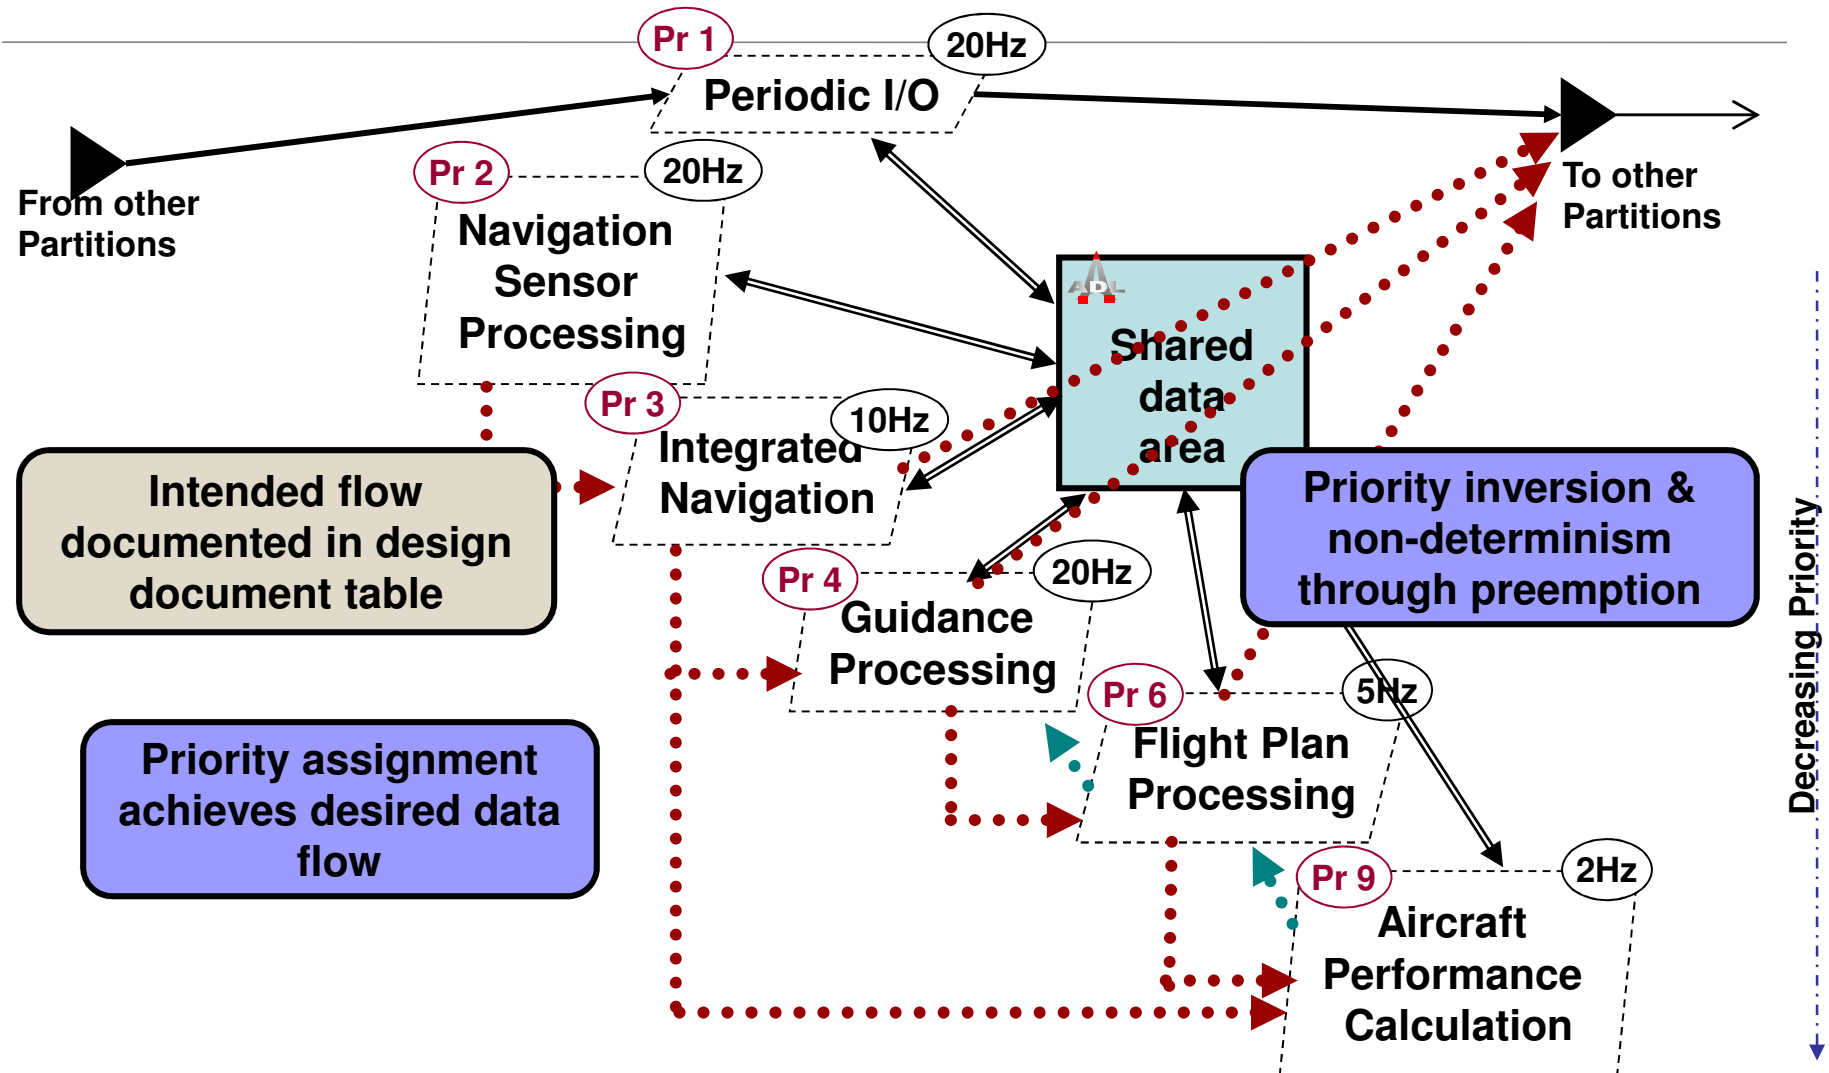 Pr 1
20Hz
Periodic I/O
From other
Partitions
To other
Partitions
Pr 2
20Hz
Navigation
Sensor
Processing
ADL
Shared
data
area
Pr 3
10Hz
Integrated
Navigation
Intended flow
documented in design
document table
Priority inversion &
non-determinism
through preemption
Decreasing Priority
Pr 4
20Hz
Guidance
Processing
Pr 6
5Hz
Flight Plan
Processing
Priority assignment
achieves desired data
flow
Pr 9
2Hz
Aircraft
Performance
Calculation